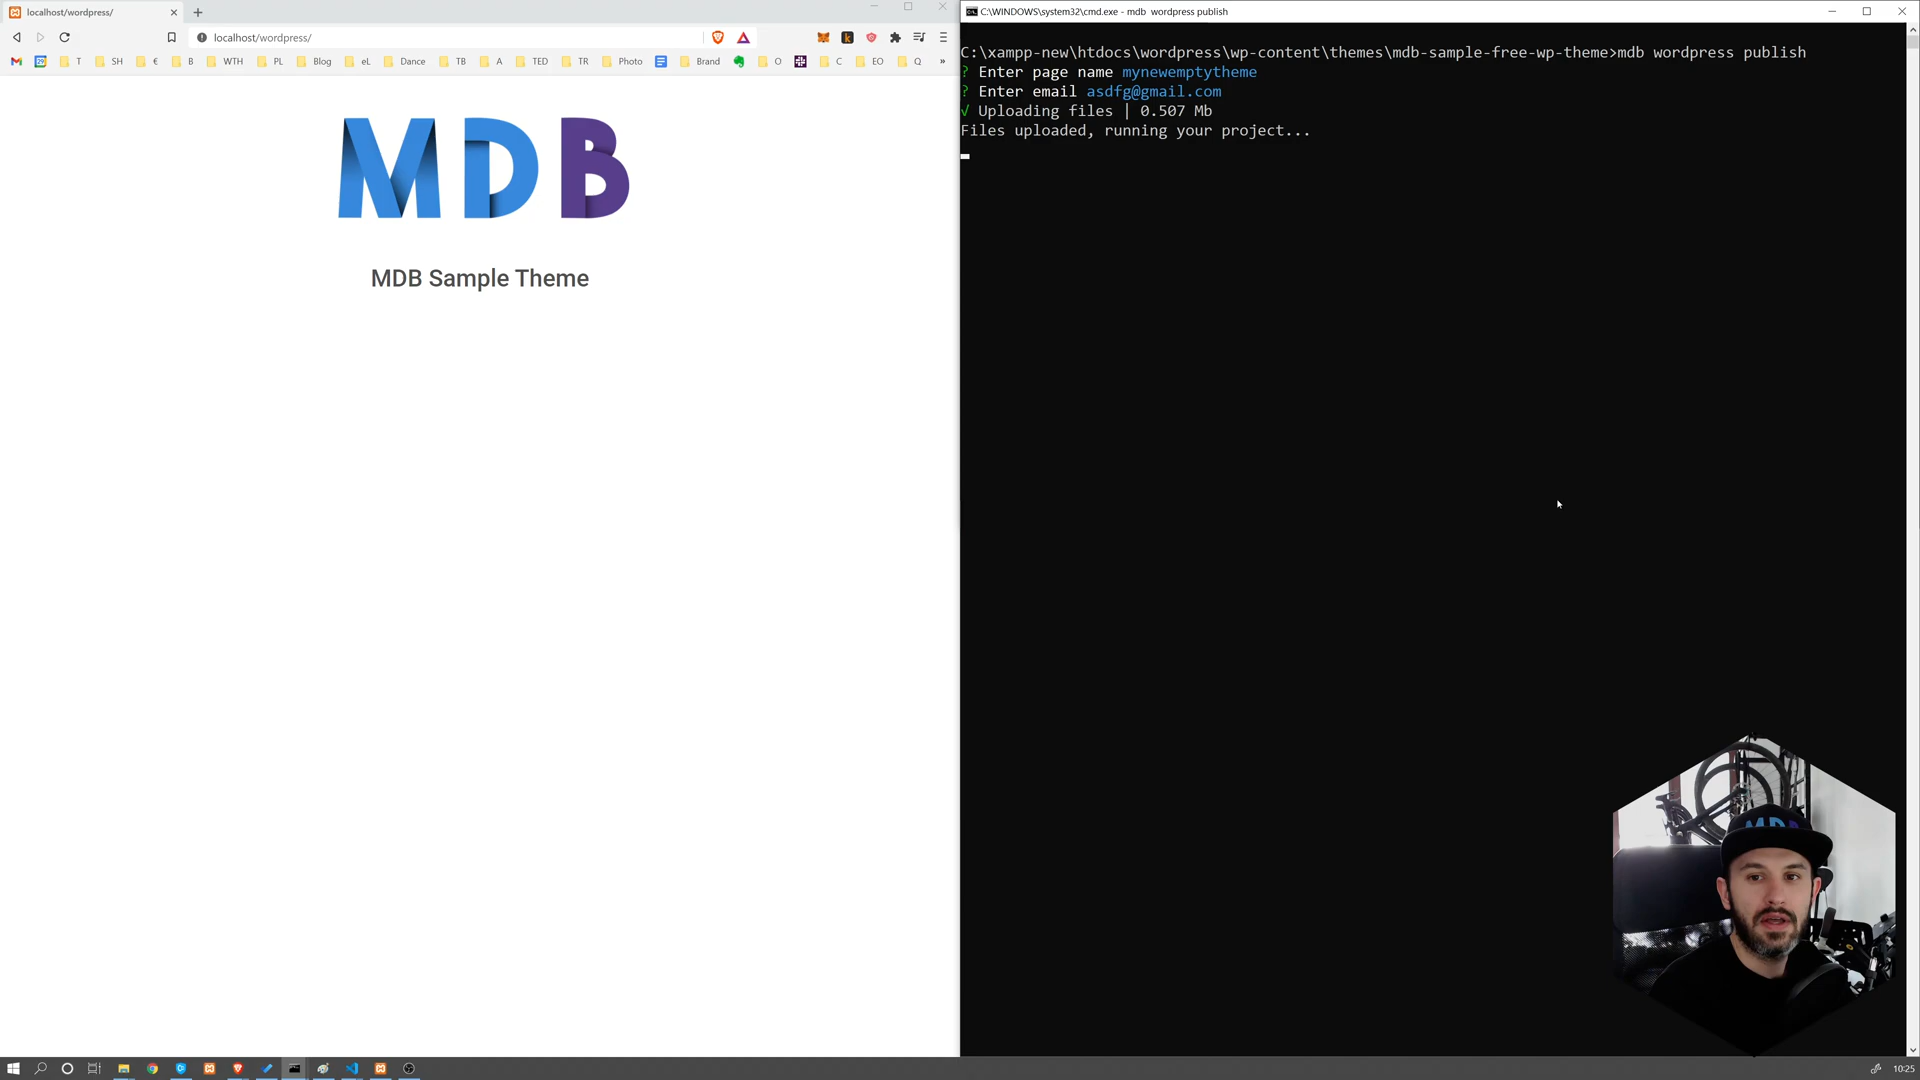 localhost/wordpress/
localhost/wordpress/
T SH € B WTH PL Blog eL Dance TB A TED TR Photo Brand O C EO Q »
MDB
MDB Sample Theme
C:\WINDOWS\system32\cmd.exe - mdb wordpress publish
C:\xampp-new\htdocs\wordpress\wp-content\themes\mdb-sample-free-wp-theme>mdb wordpress publish
? Enter page name mynewemptytheme
? Enter email asdfg@gmail.com
√ Uploading files | 0.507 Mb
Files uploaded, running your project...
MDB
10:25